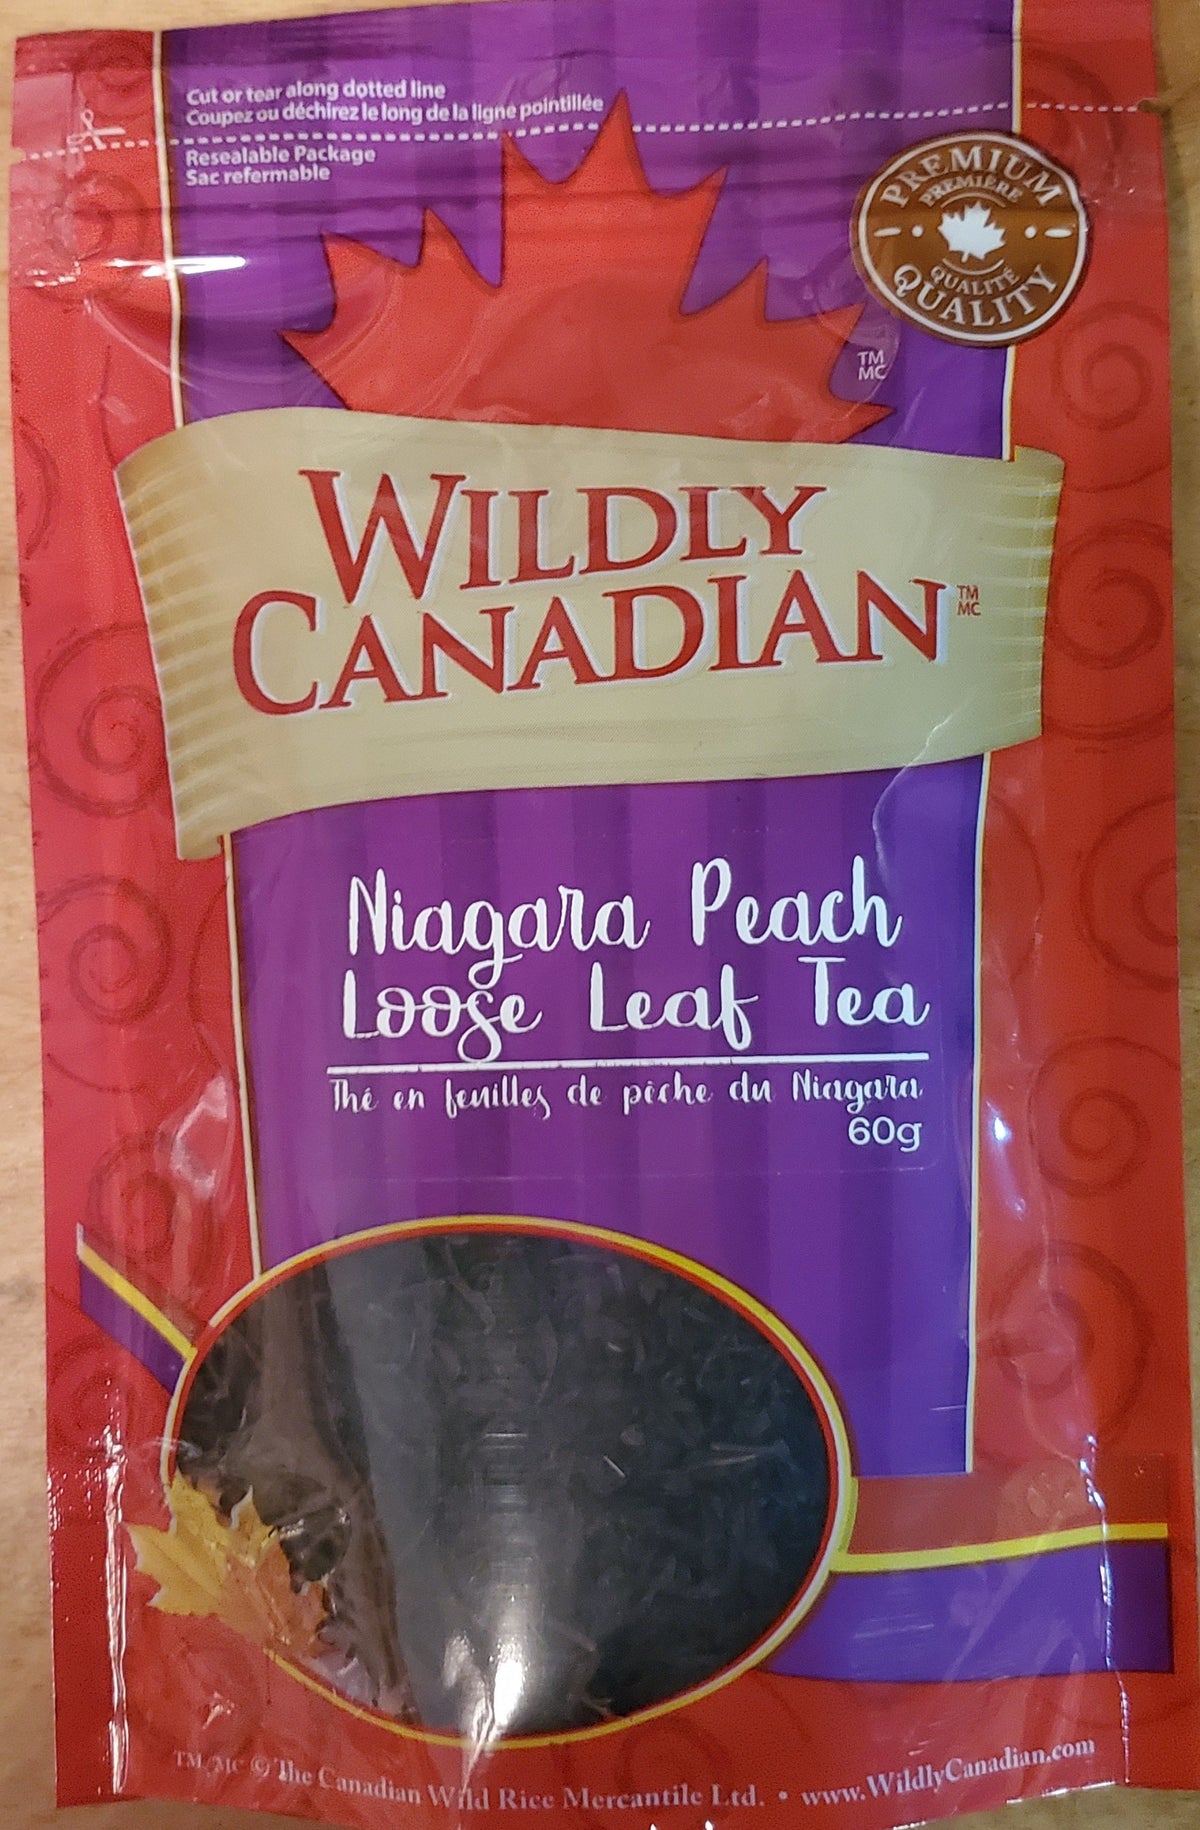 Cut or tear along dotted line
Coupez ou déchirez le long de la ligne pointillée
Resealable Package
Sac refermable
PREMIUM
PREMIÈRE
QUALITÉ
QUALITY
TM
MC
WILDLY
CANADIAN
TM
MC
Niagara Peach
Loose Leaf Tea
Thé en feuilles de pêche du Niagara
60g
TM/MC © The Canadian Wild Rice Mercantile Ltd. • www.WildlyCanadian.com